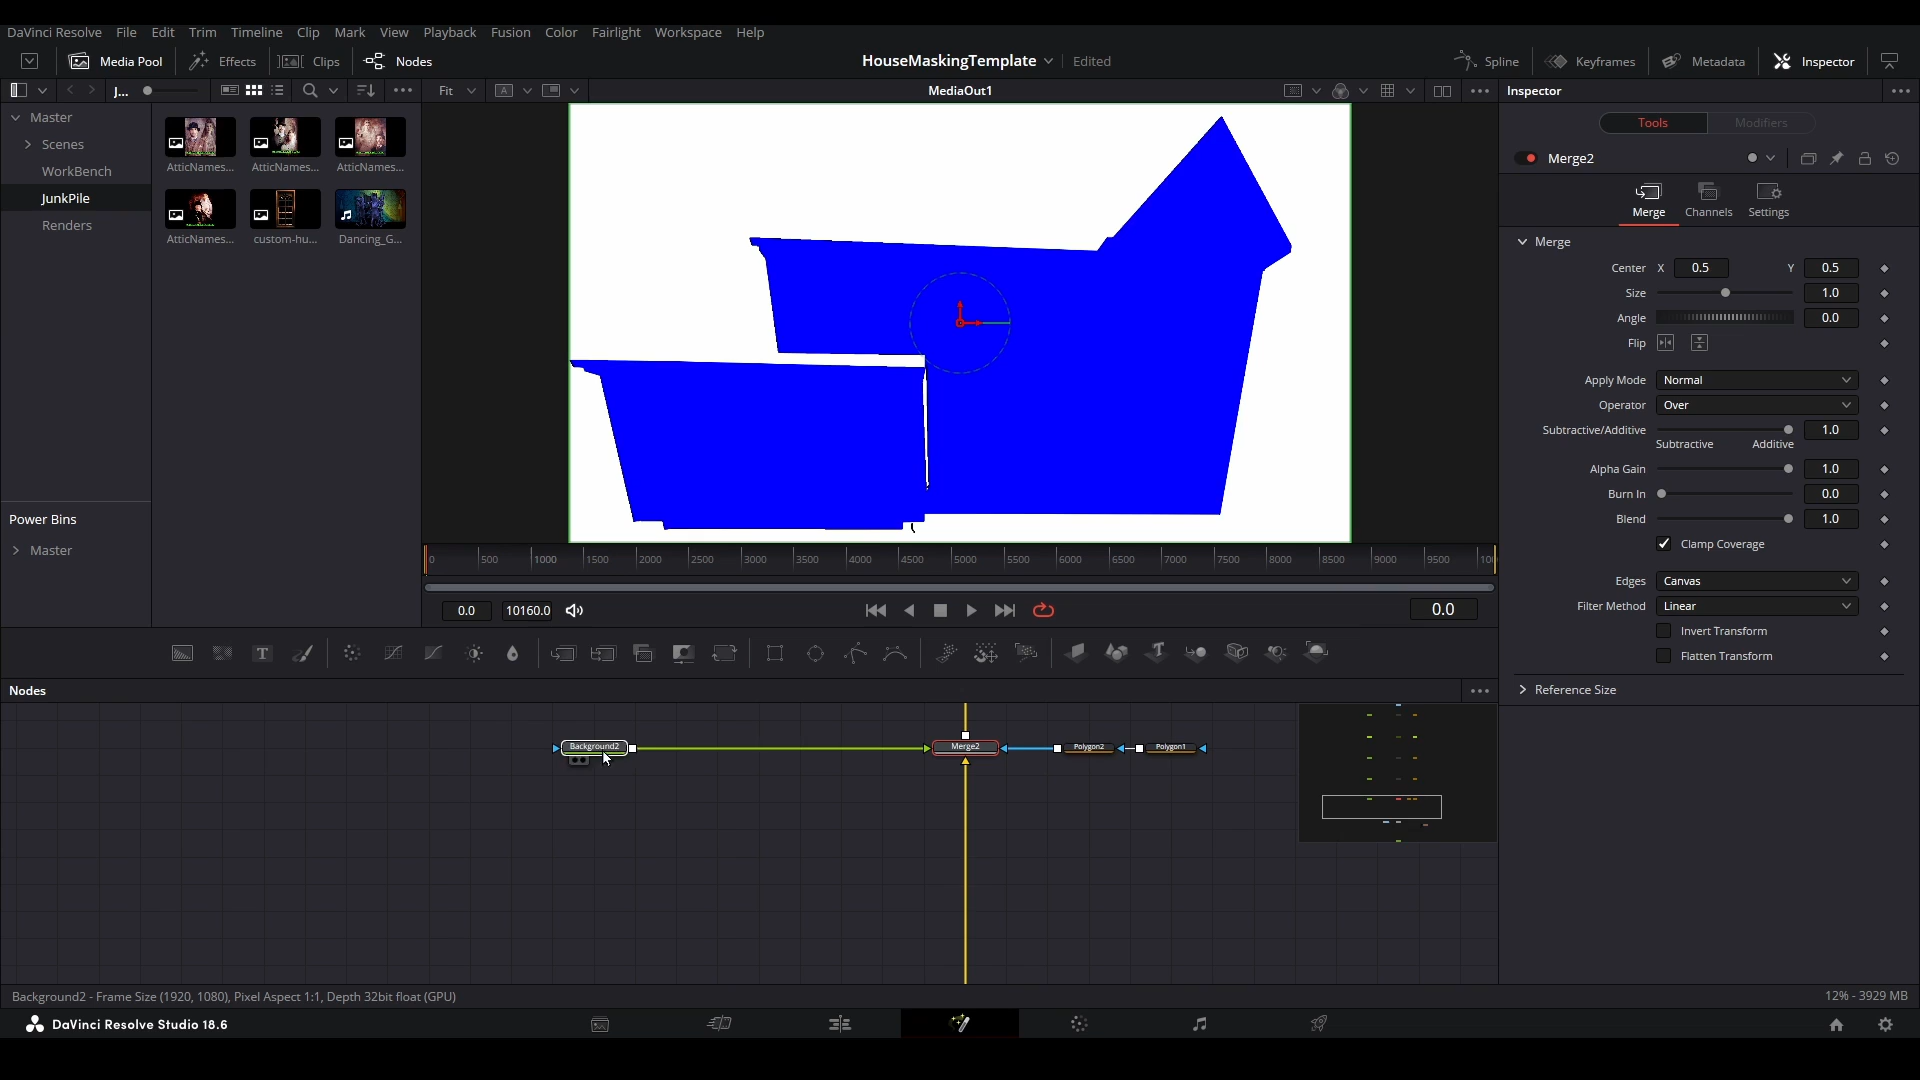 DaVinci Resolve File Edit Trim Timeline Clip Mark View Playback Fusion Color Fairlight Workspace Help
Media Pool Effects Clips Nodes HouseMaskingTemplate Edited Spline Keyframes Metadata Inspector
J... Fit A MediaOut1 Inspector
Master
Scenes
WorkBench
JunkPile
Renders
AtticNames... AtticNames... AtticNames...
AtticNames... custom-hu... Dancing_G...
Power Bins
Master
0 500 1000 1500 2000 2500 3000 3500 4000 4500 5000 5500 6000 6500 7000 7500 8000 8500 9000 9500
0.0 10160.0 0.0
T
Nodes
Background2 Merge2 Polygon2 Polygon1
Tools Modifiers
Merge2
Merge Channels Settings
Merge
Center X 0.5 Y 0.5
Size 1.0
Angle 0.0
Flip
Apply Mode Normal
Operator Over
Subtractive/Additive 1.0
Subtractive Additive
Alpha Gain 1.0
Burn In 0.0
Blend 1.0
Clamp Coverage
Edges Canvas
Filter Method Linear
Invert Transform
Flatten Transform
Reference Size
Background2 - Frame Size (1920, 1080), Pixel Aspect 1:1, Depth 32bit float (GPU) 12% - 3929 MB
DaVinci Resolve Studio 18.6